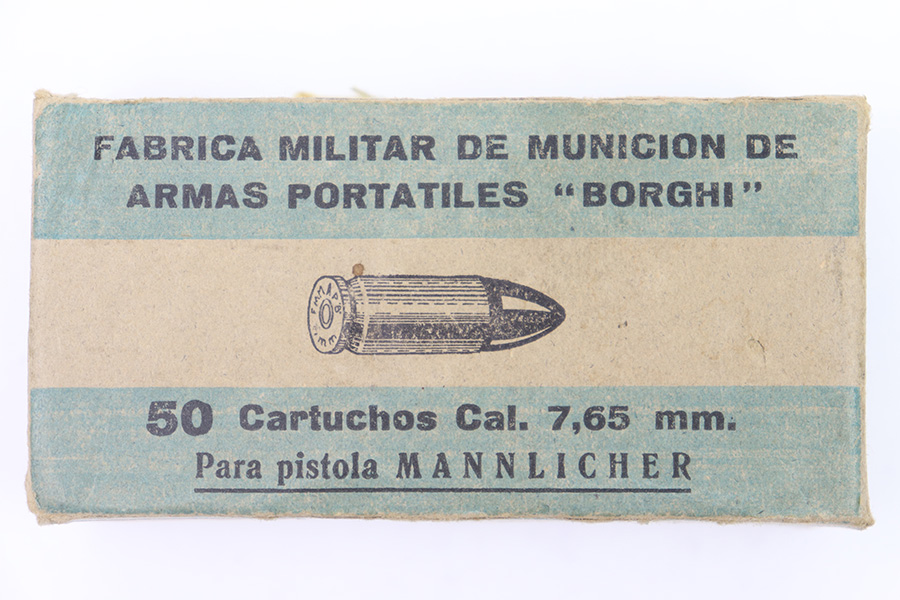 FABRICA MILITAR DE MUNICION DE
ARMAS PORTATILES "BORGHI"
F.M.M.A.P.B.
50 Cartuchos Cal. 7,65 mm.
Para pistola MANNLICHER